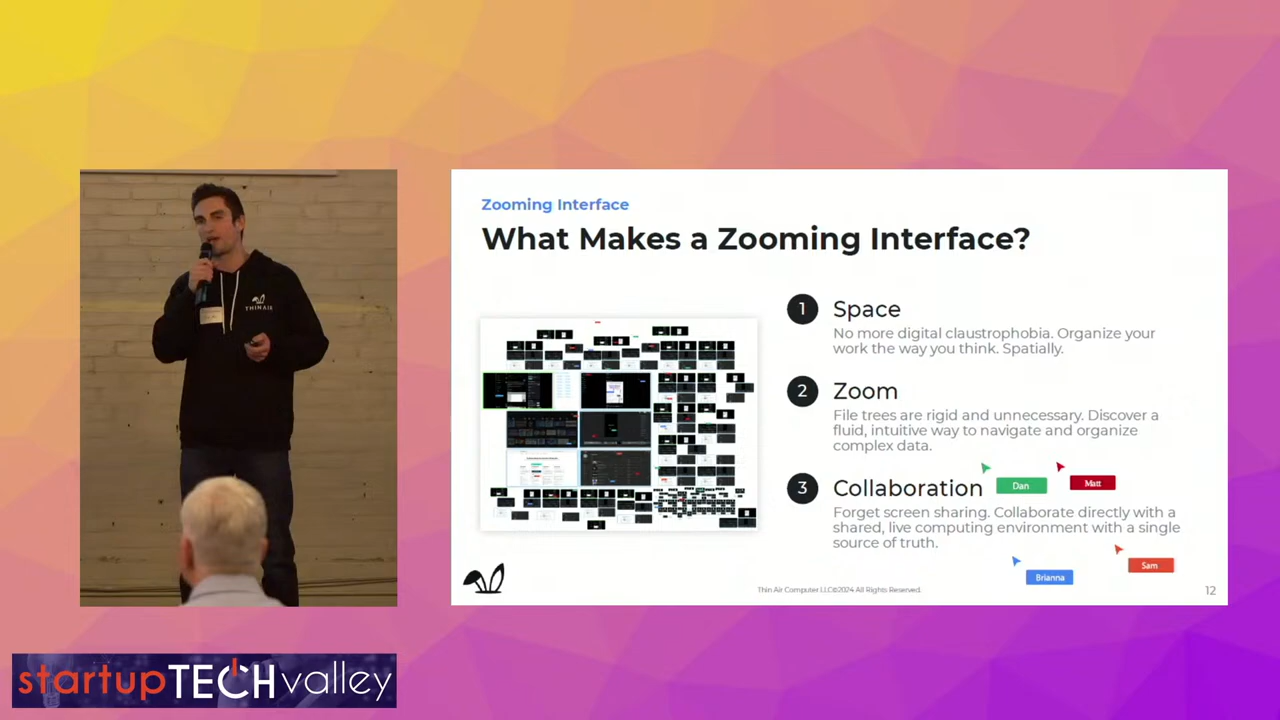 Zooming Interface
What Makes a Zooming Interface?
1
Space
No more digital claustrophobia. Organize your
work the way you think. Spatially.
2
Zoom
File trees are rigid and unnecessary. Discover a
fluid, intuitive way to navigate and organize
complex data.
3
Collaboration
Dan
Matt
Forget screen sharing. Collaborate directly with a
shared, live computing environment with a single
source of truth.
Brianna
Sam
Thin Air Computer LLC©2024 All Rights Reserved.
12
THINAIR
startupTECHvalley